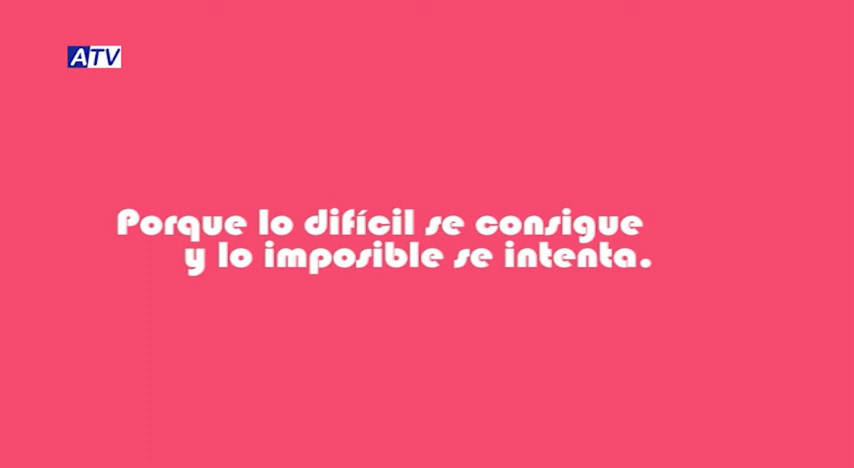 ATV
Porque lo difícil se consigue
y lo imposible se intenta.